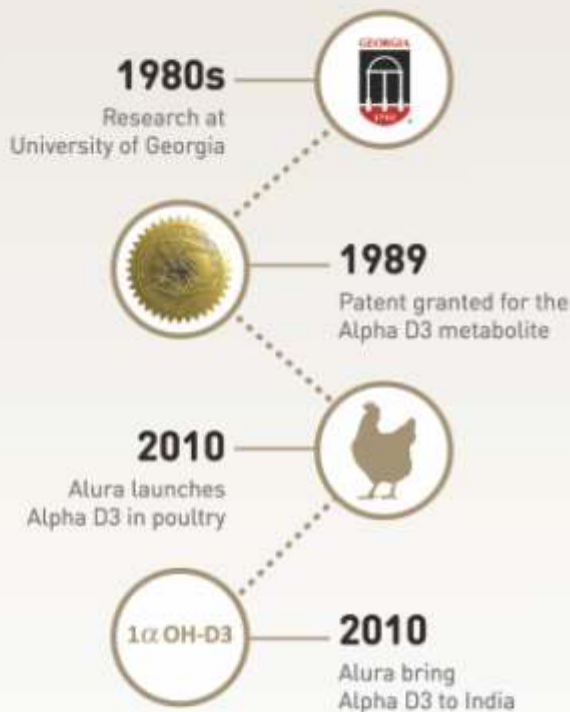 GEORGIA
1785
1980s
Research at
University of Georgia
1989
Patent granted for the
Alpha D3 metabolite
2010
Alura launches
Alpha D3 in poultry
1α OH-D3
2010
Alura bring
Alpha D3 to India